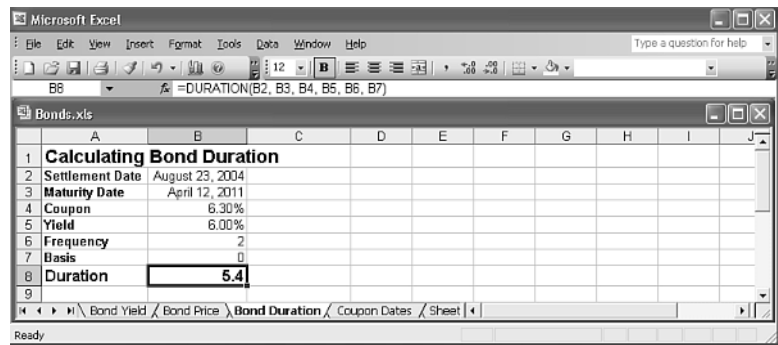 Microsoft Excel
File Edit View Insert Format Tools Data Window Help Type a question for help
12 B
B8 fx =DURATION(B2, B3, B4, B5, B6, B7)
Bonds.xls
A B C D E F G H I J
1 Calculating Bond Duration
2 Settlement Date August 23, 2004
3 Maturity Date April 12, 2011
4 Coupon 6.30%
5 Yield 6.00%
6 Frequency 2
7 Basis 0
8 Duration 5.4
9
Bond Yield Bond Price Bond Duration Coupon Dates Sheet
Ready